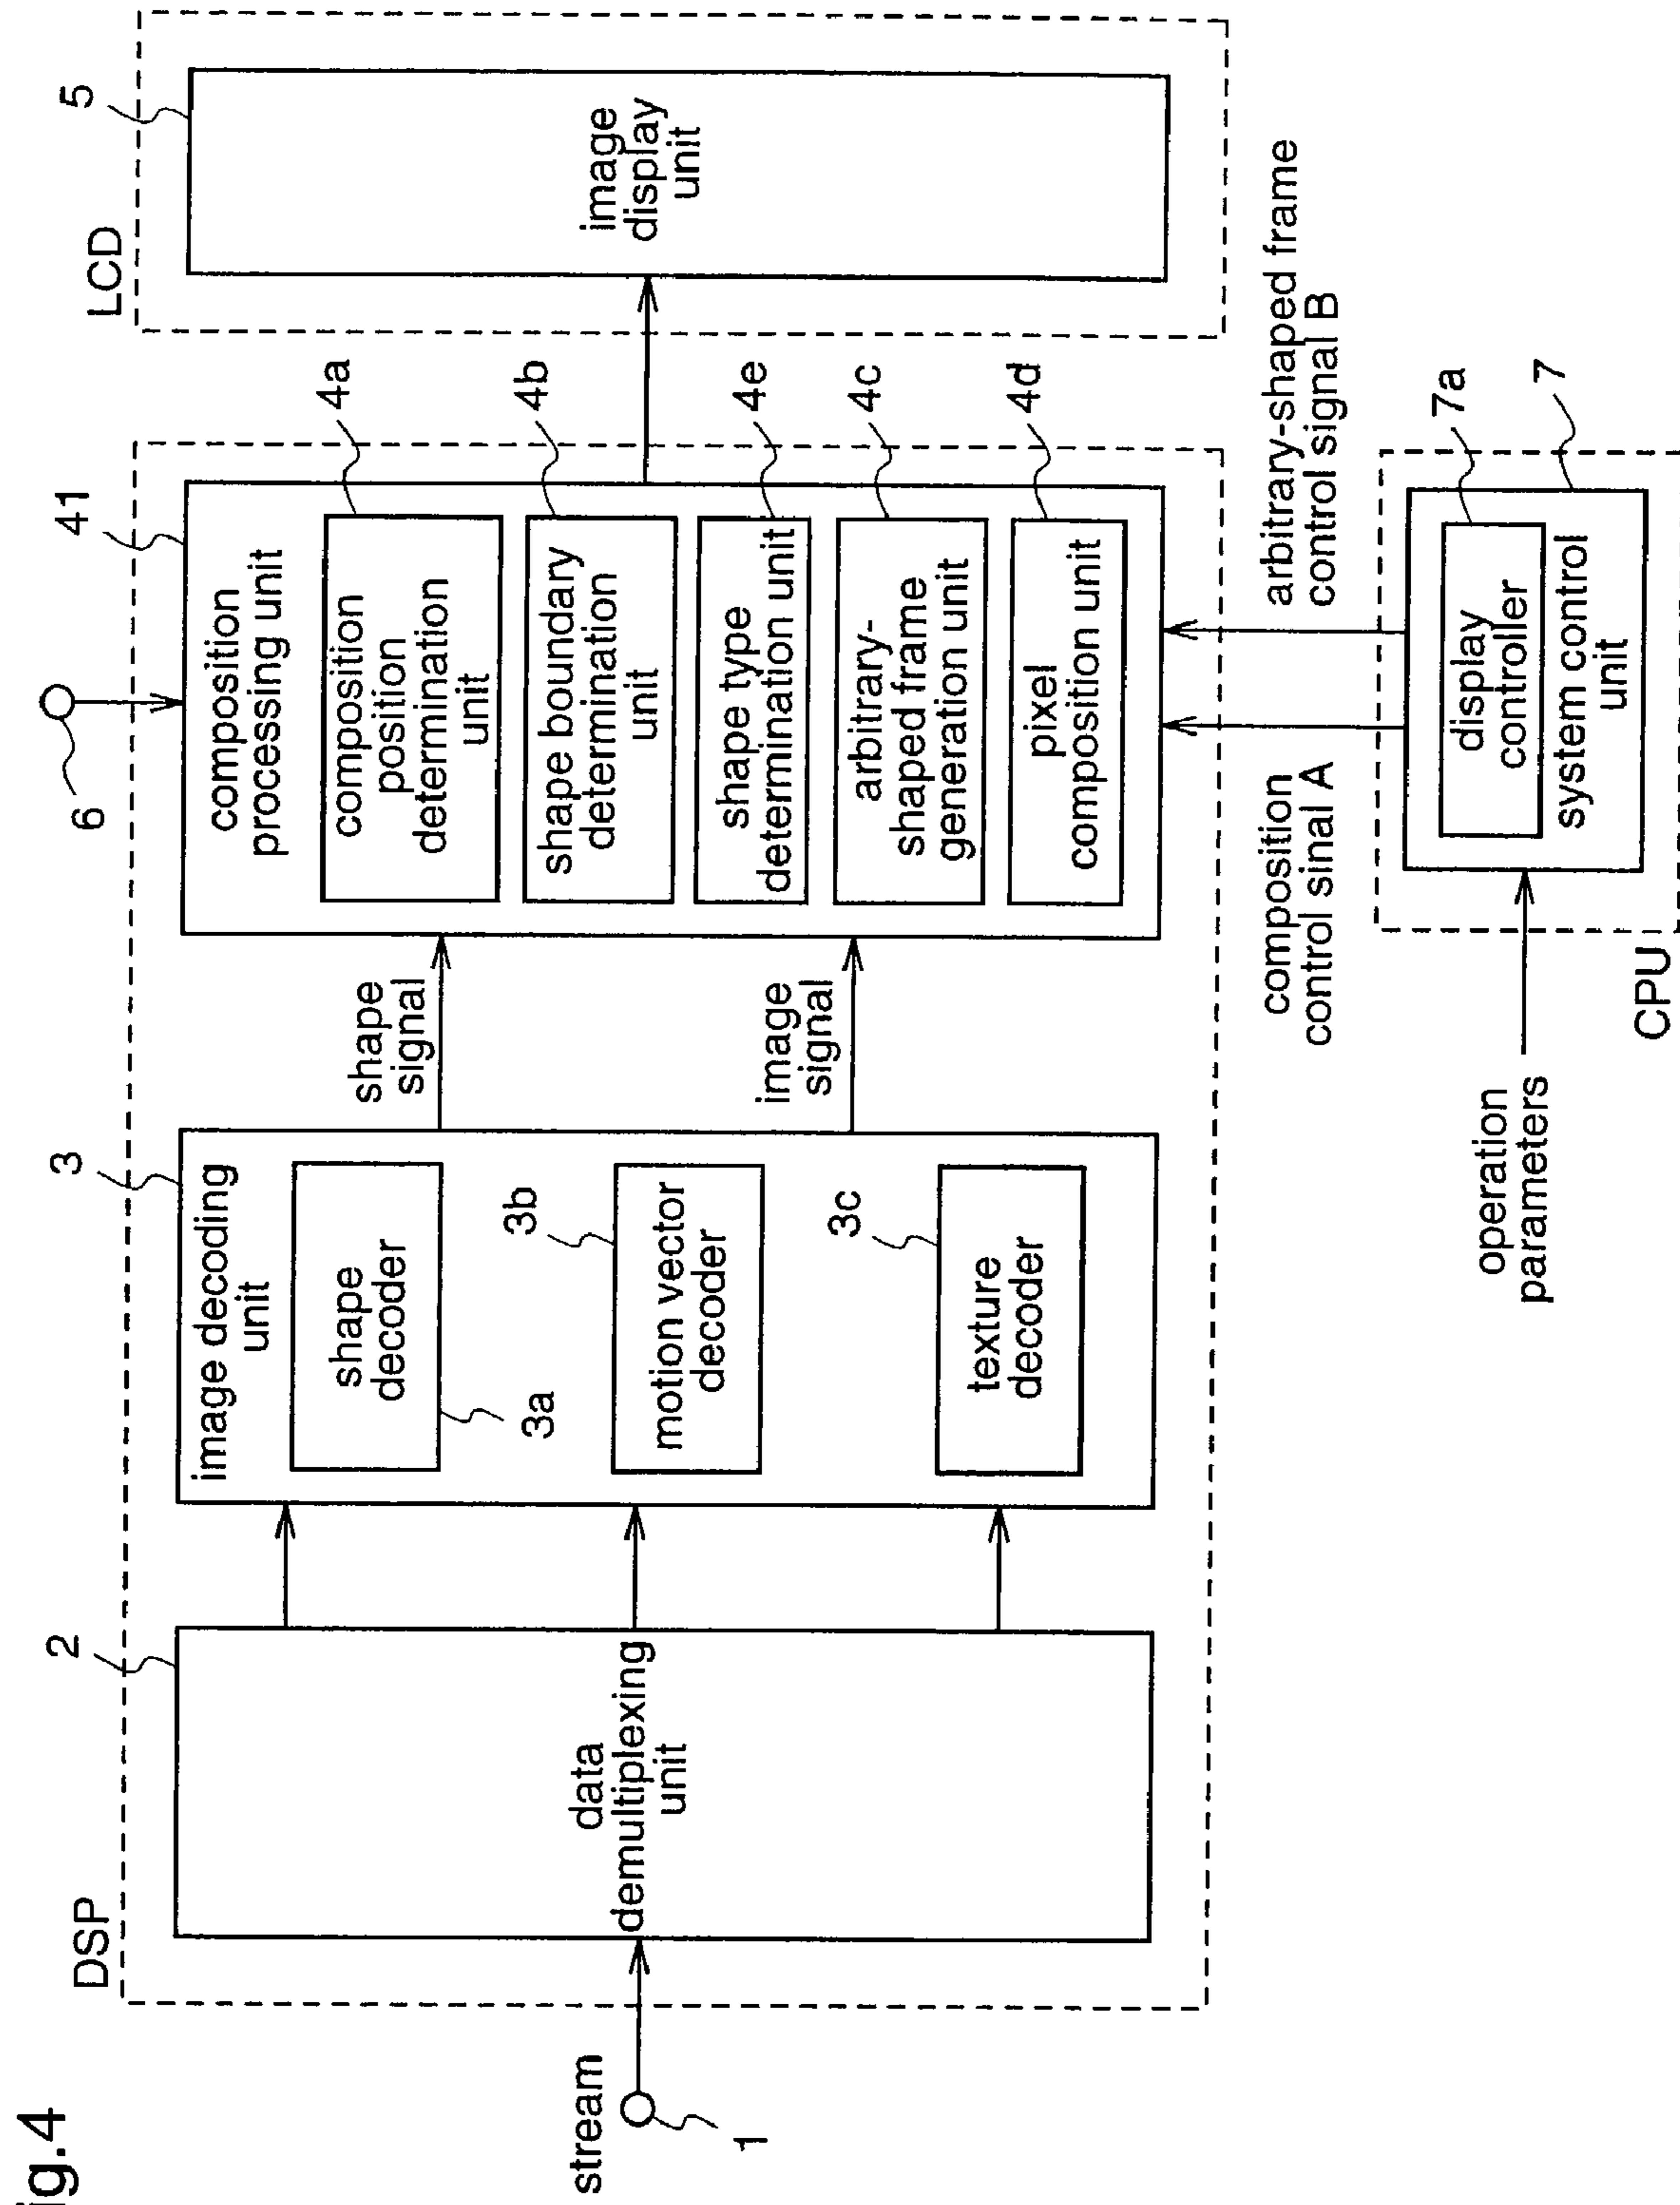 ig.4
DSP
stream
1
2
data
demultiplexing
unit
3
image decoding
unit
shape
decoder
3a
3b
motion vector
decoder
3c
texture
decoder
shape
signal
image
signal
6
41
composition
processing unit
composition
position
determination
unit
4a
shape boundary
determination
unit
4b
shape type
determination unit
4e
arbitrary-
shaped frame
generation unit
4c
pixel
composition unit
4d
LCD
5
image
display
unit
composition
control sinal A
arbitrary-shaped frame
control signal B
operation
parameters
CPU
7a
display
controller
system control
unit
7